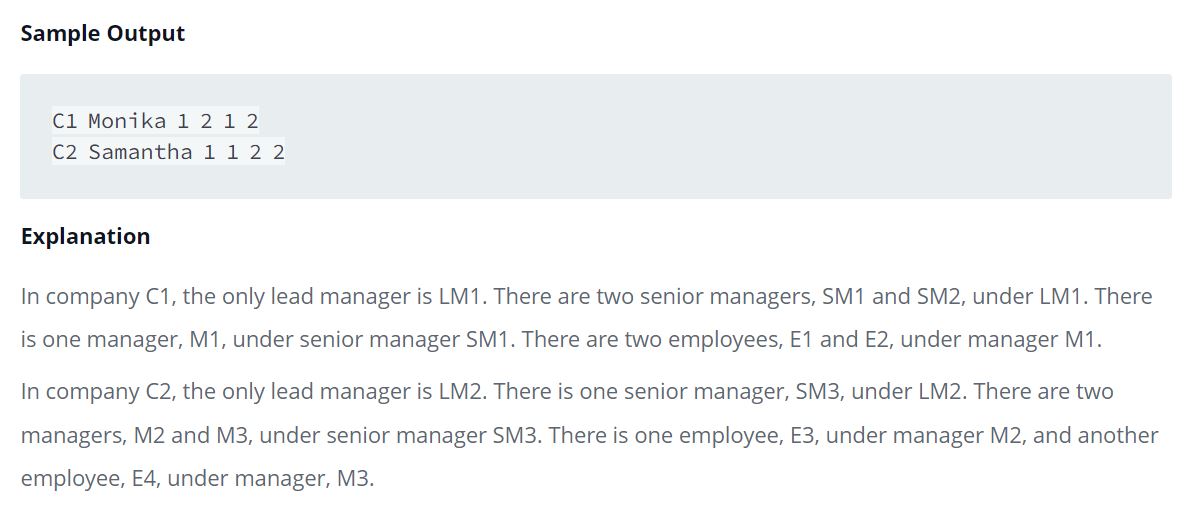 Sample Output
C1 Monika 1 2 1 2
C2 Samantha 1 1 2 2
Explanation
In company C1, the only lead manager is LM1. There are two senior managers, SM1 and SM2, under LM1. There
is one manager, M1, under senior manager SM1. There are two employees, E1 and E2, under manager M1.
In company C2, the only lead manager is LM2. There is one senior manager, SM3, under LM2. There are two
managers, M2 and M3, under senior manager SM3. There is one employee, E3, under manager M2, and another
employee, E4, under manager, M3.